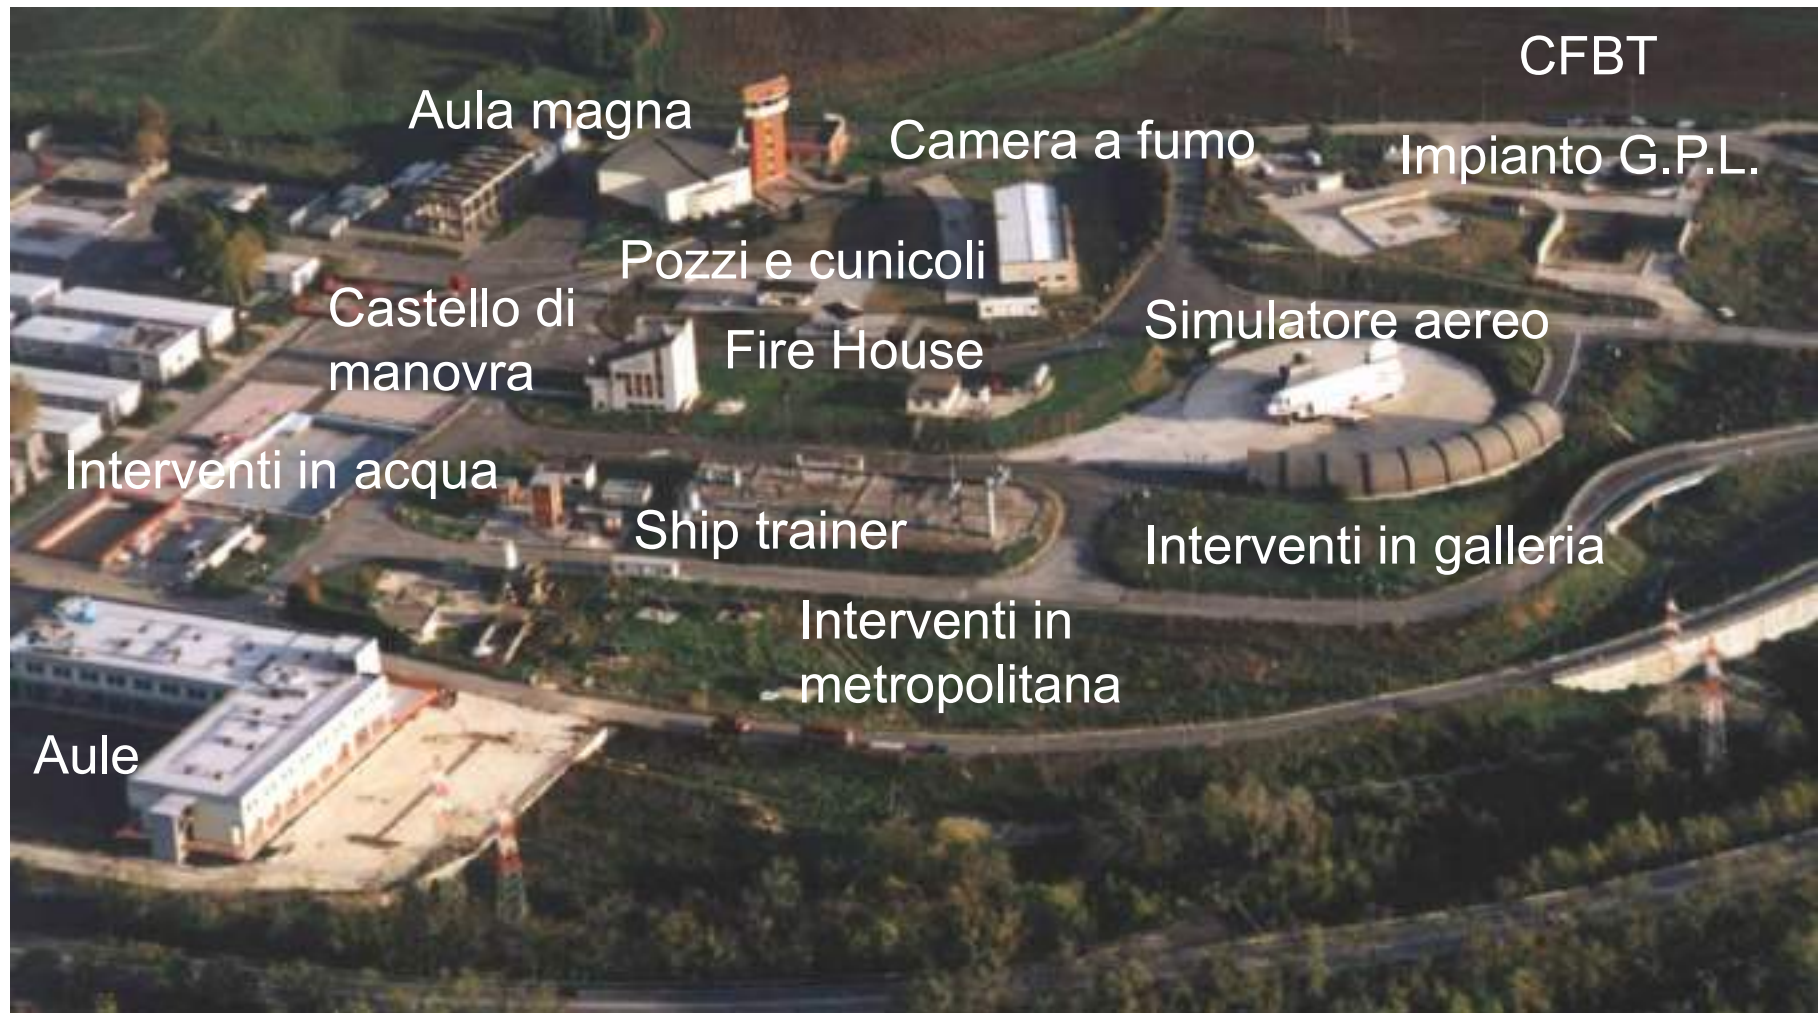 CFBT
Aula magna
Camera a fumo
Impianto G.P.L.
Pozzi e cunicoli
Castello di
manovra
Simulatore aereo
Fire House
Interventi in acqua
Ship trainer
Interventi in galleria
Interventi in
metropolitana
Aule